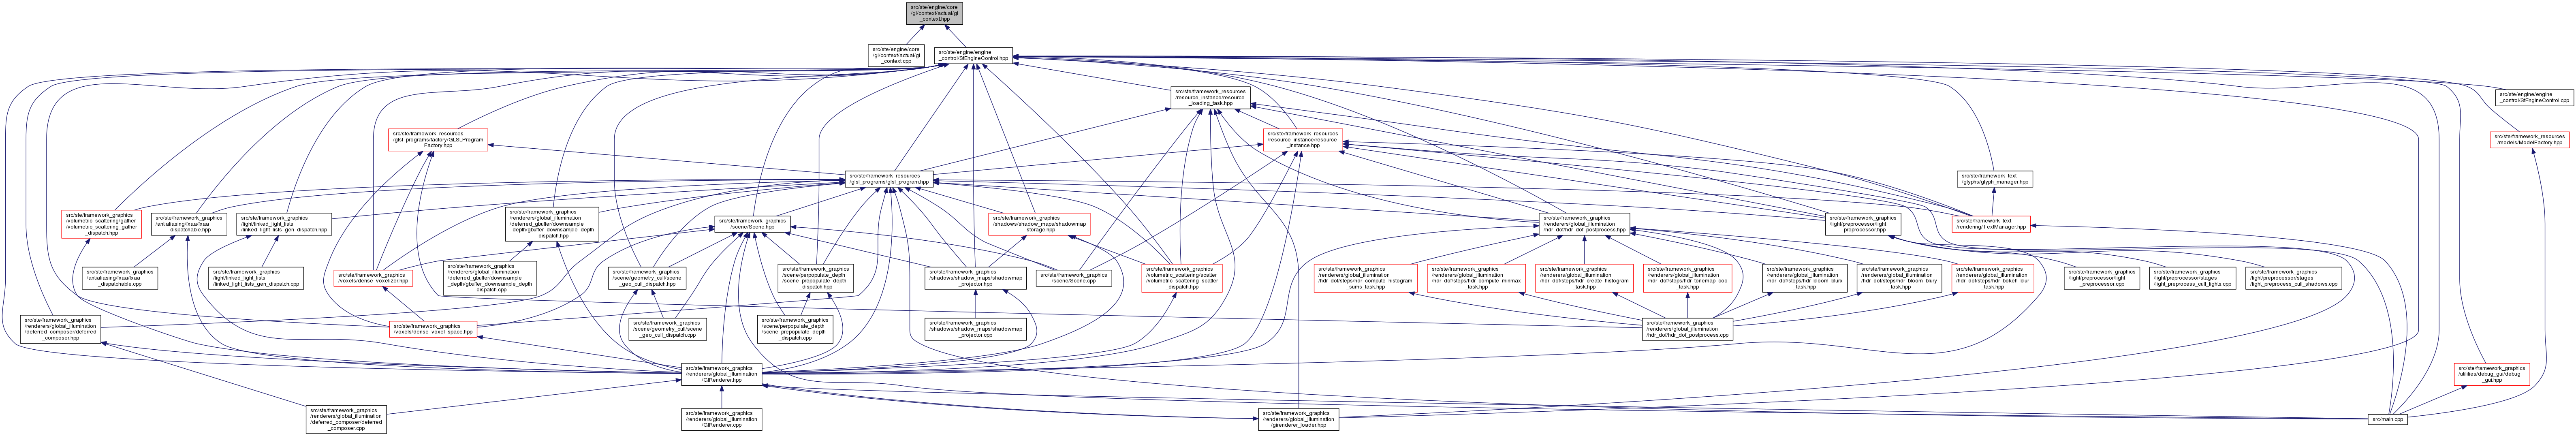 src/ste/engine/core
/gl/context/actual/gl
_context.hpp
src/ste/engine/core
/gl/context/actual/gl
_context.cpp
src/ste/engine/engine
_control/StEngineControl.hpp
src/ste/framework_resources
/resource_instance/resource
_loading_task.hpp
src/ste/engine/engine
_control/StEngineControl.cpp
src/ste/framework_resources
/glsl_programs/factory/GLSLProgram
Factory.hpp
src/ste/framework_resources
/resource_instance/resource
_instance.hpp
src/ste/framework_resources
/models/ModelFactory.hpp
src/ste/framework_resources
/glsl_programs/glsl_program.hpp
src/ste/framework_text
/glyphs/glyph_manager.hpp
src/ste/framework_graphics
/volumetric_scattering/gather
/volumetric_scattering_gather
_dispatch.hpp
src/ste/framework_graphics
/antialiasing/fxaa/fxaa
_dispatchable.hpp
src/ste/framework_graphics
/light/linked_light_lists
/linked_light_lists_gen_dispatch.hpp
src/ste/framework_graphics
/renderers/global_illumination
/deferred_gbuffer/downsample
_depth/gbuffer_downsample_depth
_dispatch.hpp
src/ste/framework_graphics
/scene/Scene.hpp
src/ste/framework_graphics
/shadows/shadow_maps/shadowmap
_storage.hpp
src/ste/framework_graphics
/renderers/global_illumination
/hdr_dof/hdr_dof_postprocess.hpp
src/ste/framework_graphics
/light/preprocessor/light
_preprocessor.hpp
src/ste/framework_text
/rendering/TextManager.hpp
src/ste/framework_graphics
/antialiasing/fxaa/fxaa
_dispatchable.cpp
src/ste/framework_graphics
/light/linked_light_lists
/linked_light_lists_gen_dispatch.cpp
src/ste/framework_graphics
/voxels/dense_voxelizer.hpp
src/ste/framework_graphics
/renderers/global_illumination
/deferred_gbuffer/downsample
_depth/gbuffer_downsample_depth
_dispatch.cpp
src/ste/framework_graphics
/scene/geometry_cull/scene
_geo_cull_dispatch.hpp
src/ste/framework_graphics
/scene/perpopulate_depth
/scene_prepopulate_depth
_dispatch.hpp
src/ste/framework_graphics
/shadows/shadow_maps/shadowmap
_projector.hpp
src/ste/framework_graphics
/scene/Scene.cpp
src/ste/framework_graphics
/volumetric_scattering/scatter
/volumetric_scattering_scatter
_dispatch.hpp
src/ste/framework_graphics
/renderers/global_illumination
/hdr_dof/steps/hdr_compute_histogram
_sums_task.hpp
src/ste/framework_graphics
/renderers/global_illumination
/hdr_dof/steps/hdr_compute_minmax
_task.hpp
src/ste/framework_graphics
/renderers/global_illumination
/hdr_dof/steps/hdr_create_histogram
_task.hpp
src/ste/framework_graphics
/renderers/global_illumination
/hdr_dof/steps/hdr_tonemap_coc
_task.hpp
src/ste/framework_graphics
/renderers/global_illumination
/hdr_dof/steps/hdr_bloom_blurx
_task.hpp
src/ste/framework_graphics
/renderers/global_illumination
/hdr_dof/steps/hdr_bloom_blury
_task.hpp
src/ste/framework_graphics
/renderers/global_illumination
/hdr_dof/steps/hdr_bokeh_blur
_task.hpp
src/ste/framework_graphics
/light/preprocessor/light
_preprocessor.cpp
src/ste/framework_graphics
/light/preprocessor/stages
/light_preprocess_cull_lights.cpp
src/ste/framework_graphics
/light/preprocessor/stages
/light_preprocess_cull_shadows.cpp
src/ste/framework_graphics
/renderers/global_illumination
/deferred_composer/deferred
_composer.hpp
src/ste/framework_graphics
/voxels/dense_voxel_space.hpp
src/ste/framework_graphics
/scene/geometry_cull/scene
_geo_cull_dispatch.cpp
src/ste/framework_graphics
/scene/perpopulate_depth
/scene_prepopulate_depth
_dispatch.cpp
src/ste/framework_graphics
/shadows/shadow_maps/shadowmap
_projector.cpp
src/ste/framework_graphics
/renderers/global_illumination
/hdr_dof/hdr_dof_postprocess.cpp
src/ste/framework_graphics
/renderers/global_illumination
/GIRenderer.hpp
src/ste/framework_graphics
/utilities/debug_gui/debug
_gui.hpp
src/ste/framework_graphics
/renderers/global_illumination
/deferred_composer/deferred
_composer.cpp
src/ste/framework_graphics
/renderers/global_illumination
/GIRenderer.cpp
src/ste/framework_graphics
/renderers/global_illumination
/girenderer_loader.hpp
src/main.cpp